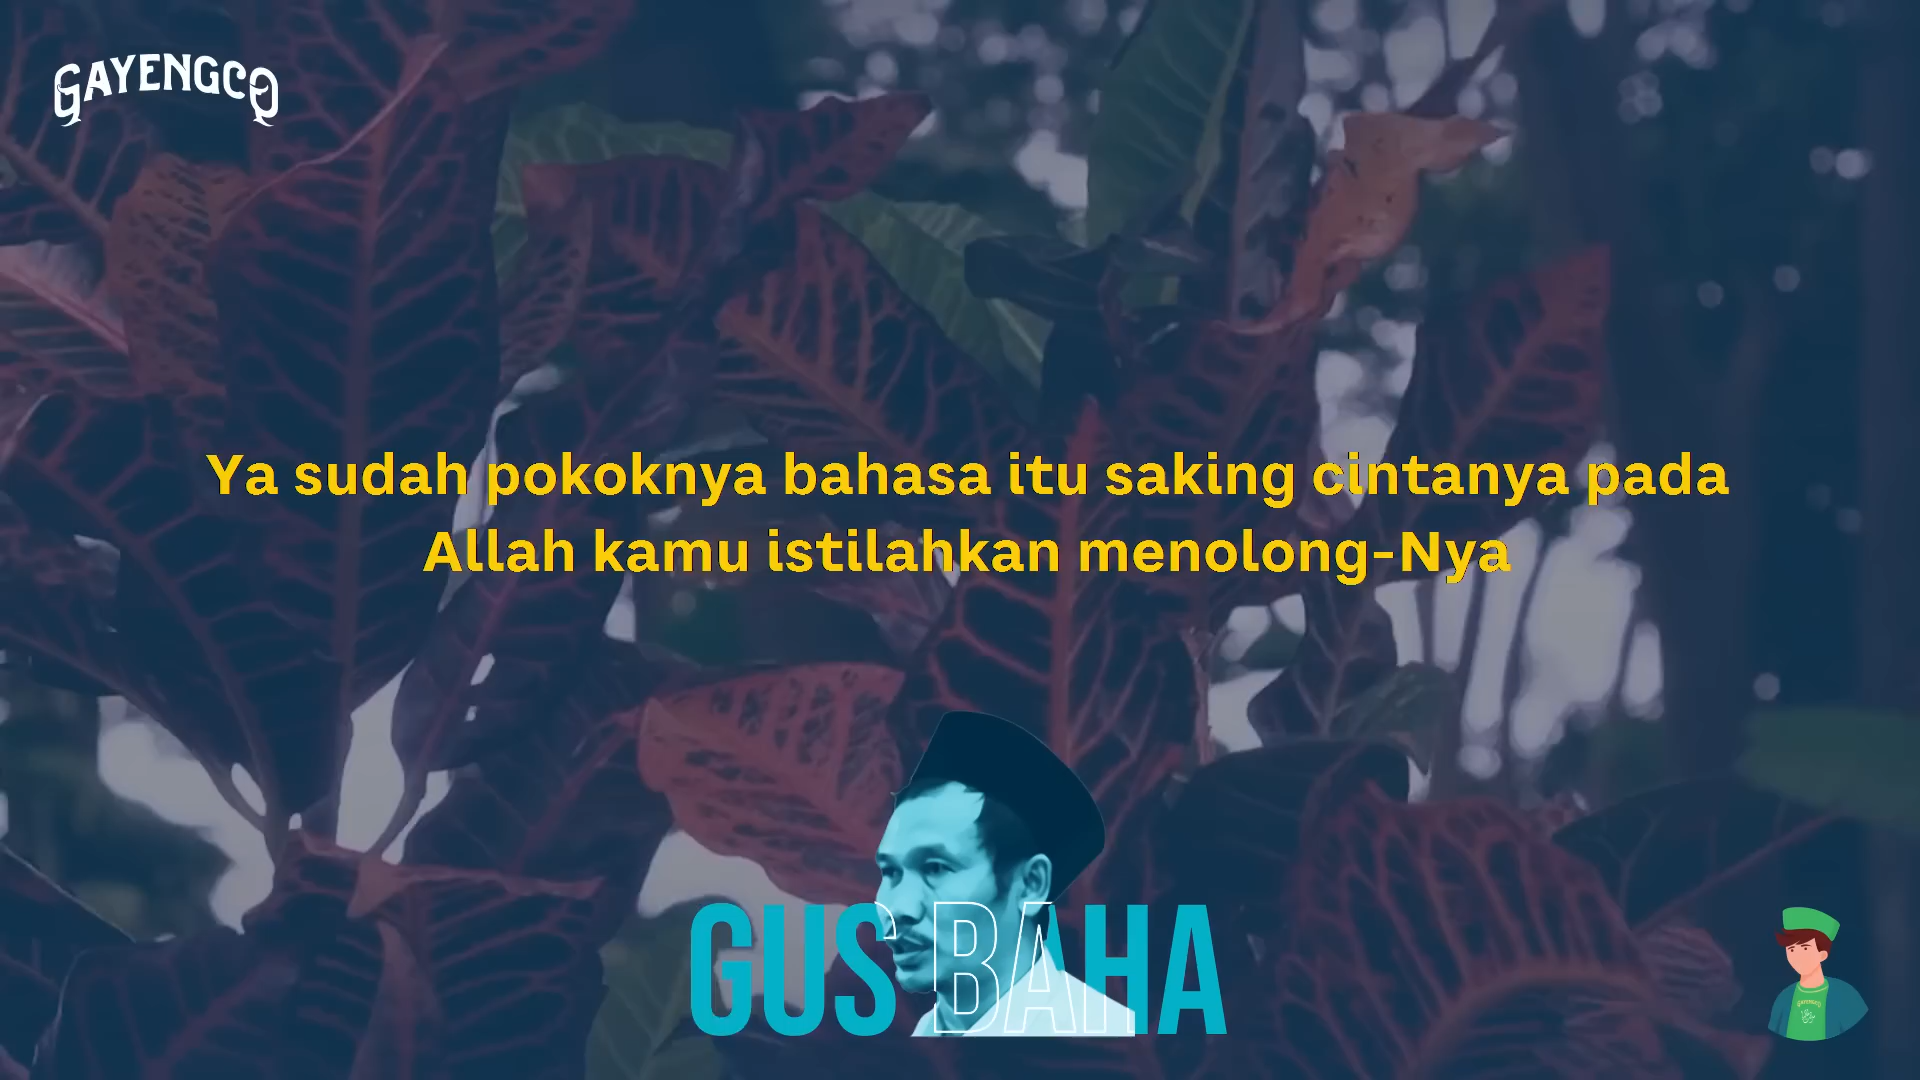 GAYENGCO
Ya sudah pokoknya bahasa itu saking cintanya pada
Allah kamu istilahkan menolong-Nya
GUS BAHA